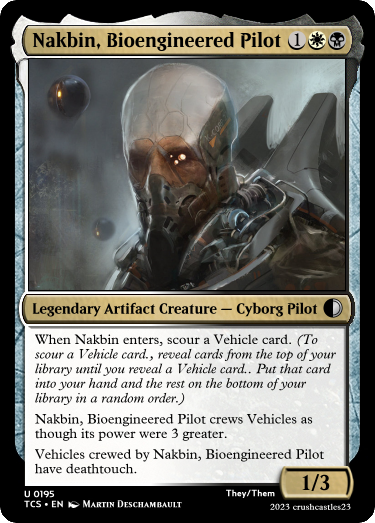 Nakbin, Bioengineered Pilot 1
Legendary Artifact Creature — Cyborg Pilot
When Nakbin enters, scour a Vehicle card. (To
scour a Vehicle card., reveal cards from the top of your
library until you reveal a Vehicle card.. Put that card
into your hand and the rest on the bottom of your
library in a random order.)
Nakbin, Bioengineered Pilot crews Vehicles as
though its power were 3 greater.
Vehicles crewed by Nakbin, Bioengineered Pilot
have deathtouch.
1/3
U 0195 They/Them
TCS • EN Martin Deschambault 2023 crushcastles23